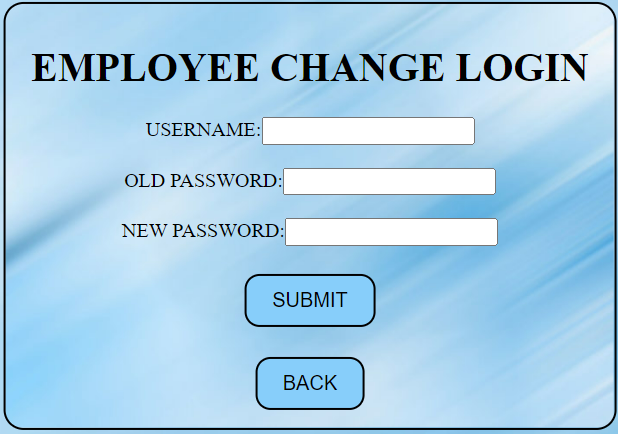 EMPLOYEE CHANGE LOGIN
USERNAME:
OLD PASSWORD:
NEW PASSWORD:
SUBMIT
BACK